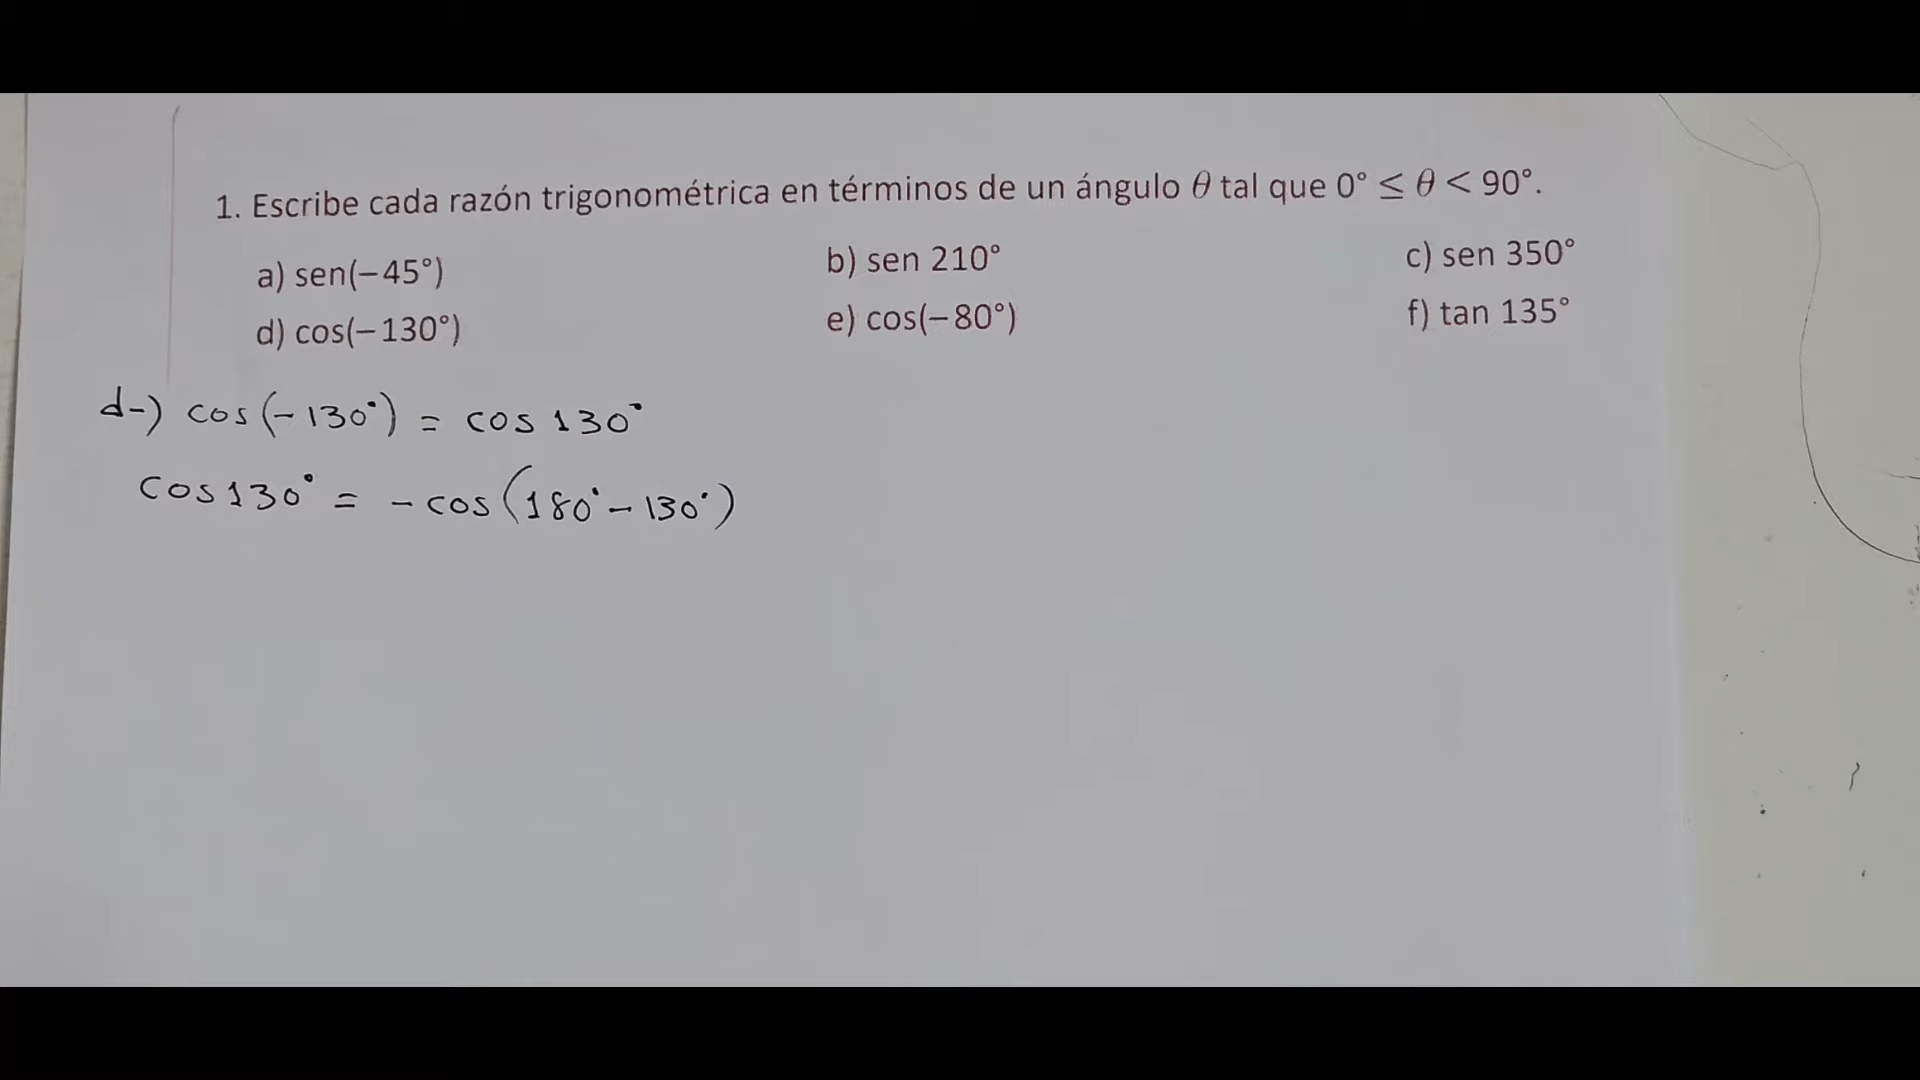 1. Escribe cada razón trigonométrica en términos de un ángulo θ tal que 0° ≤ θ < 90°.
a) sen(−45°) b) sen 210° c) sen 350°
d) cos(−130°) e) cos(−80°) f) tan 135°
d-) cos(-130°) = cos 130°
cos 130° = - cos (180° - 130°)